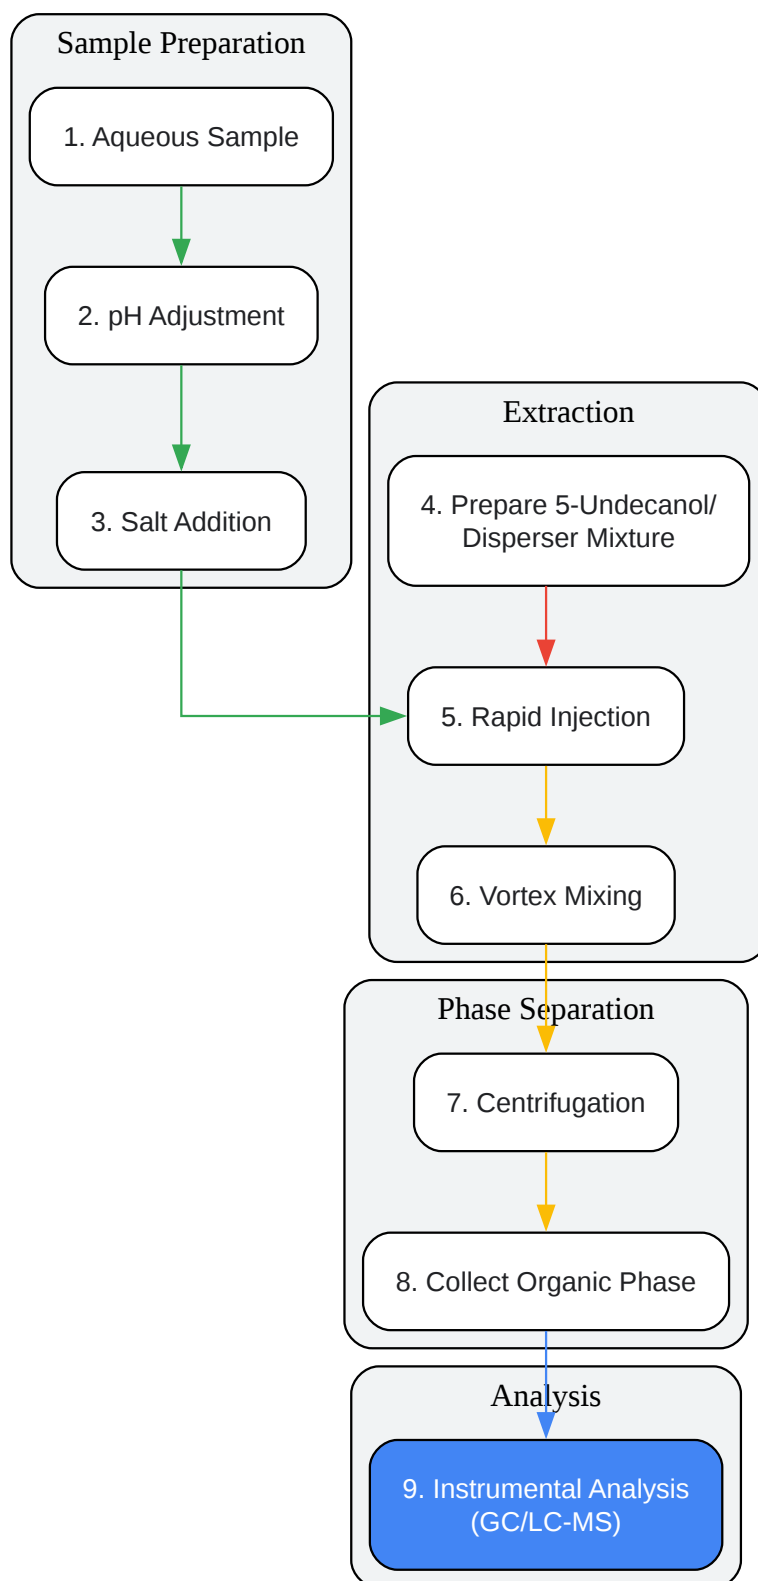 Sample Preparation
1. Aqueous Sample
2. pH Adjustment
3. Salt Addition
Extraction
4. Prepare 5-Undecanol/
Disperser Mixture
5. Rapid Injection
6. Vortex Mixing
Phase Separation
7. Centrifugation
8. Collect Organic Phase
Analysis
9. Instrumental Analysis
(GC/LC-MS)